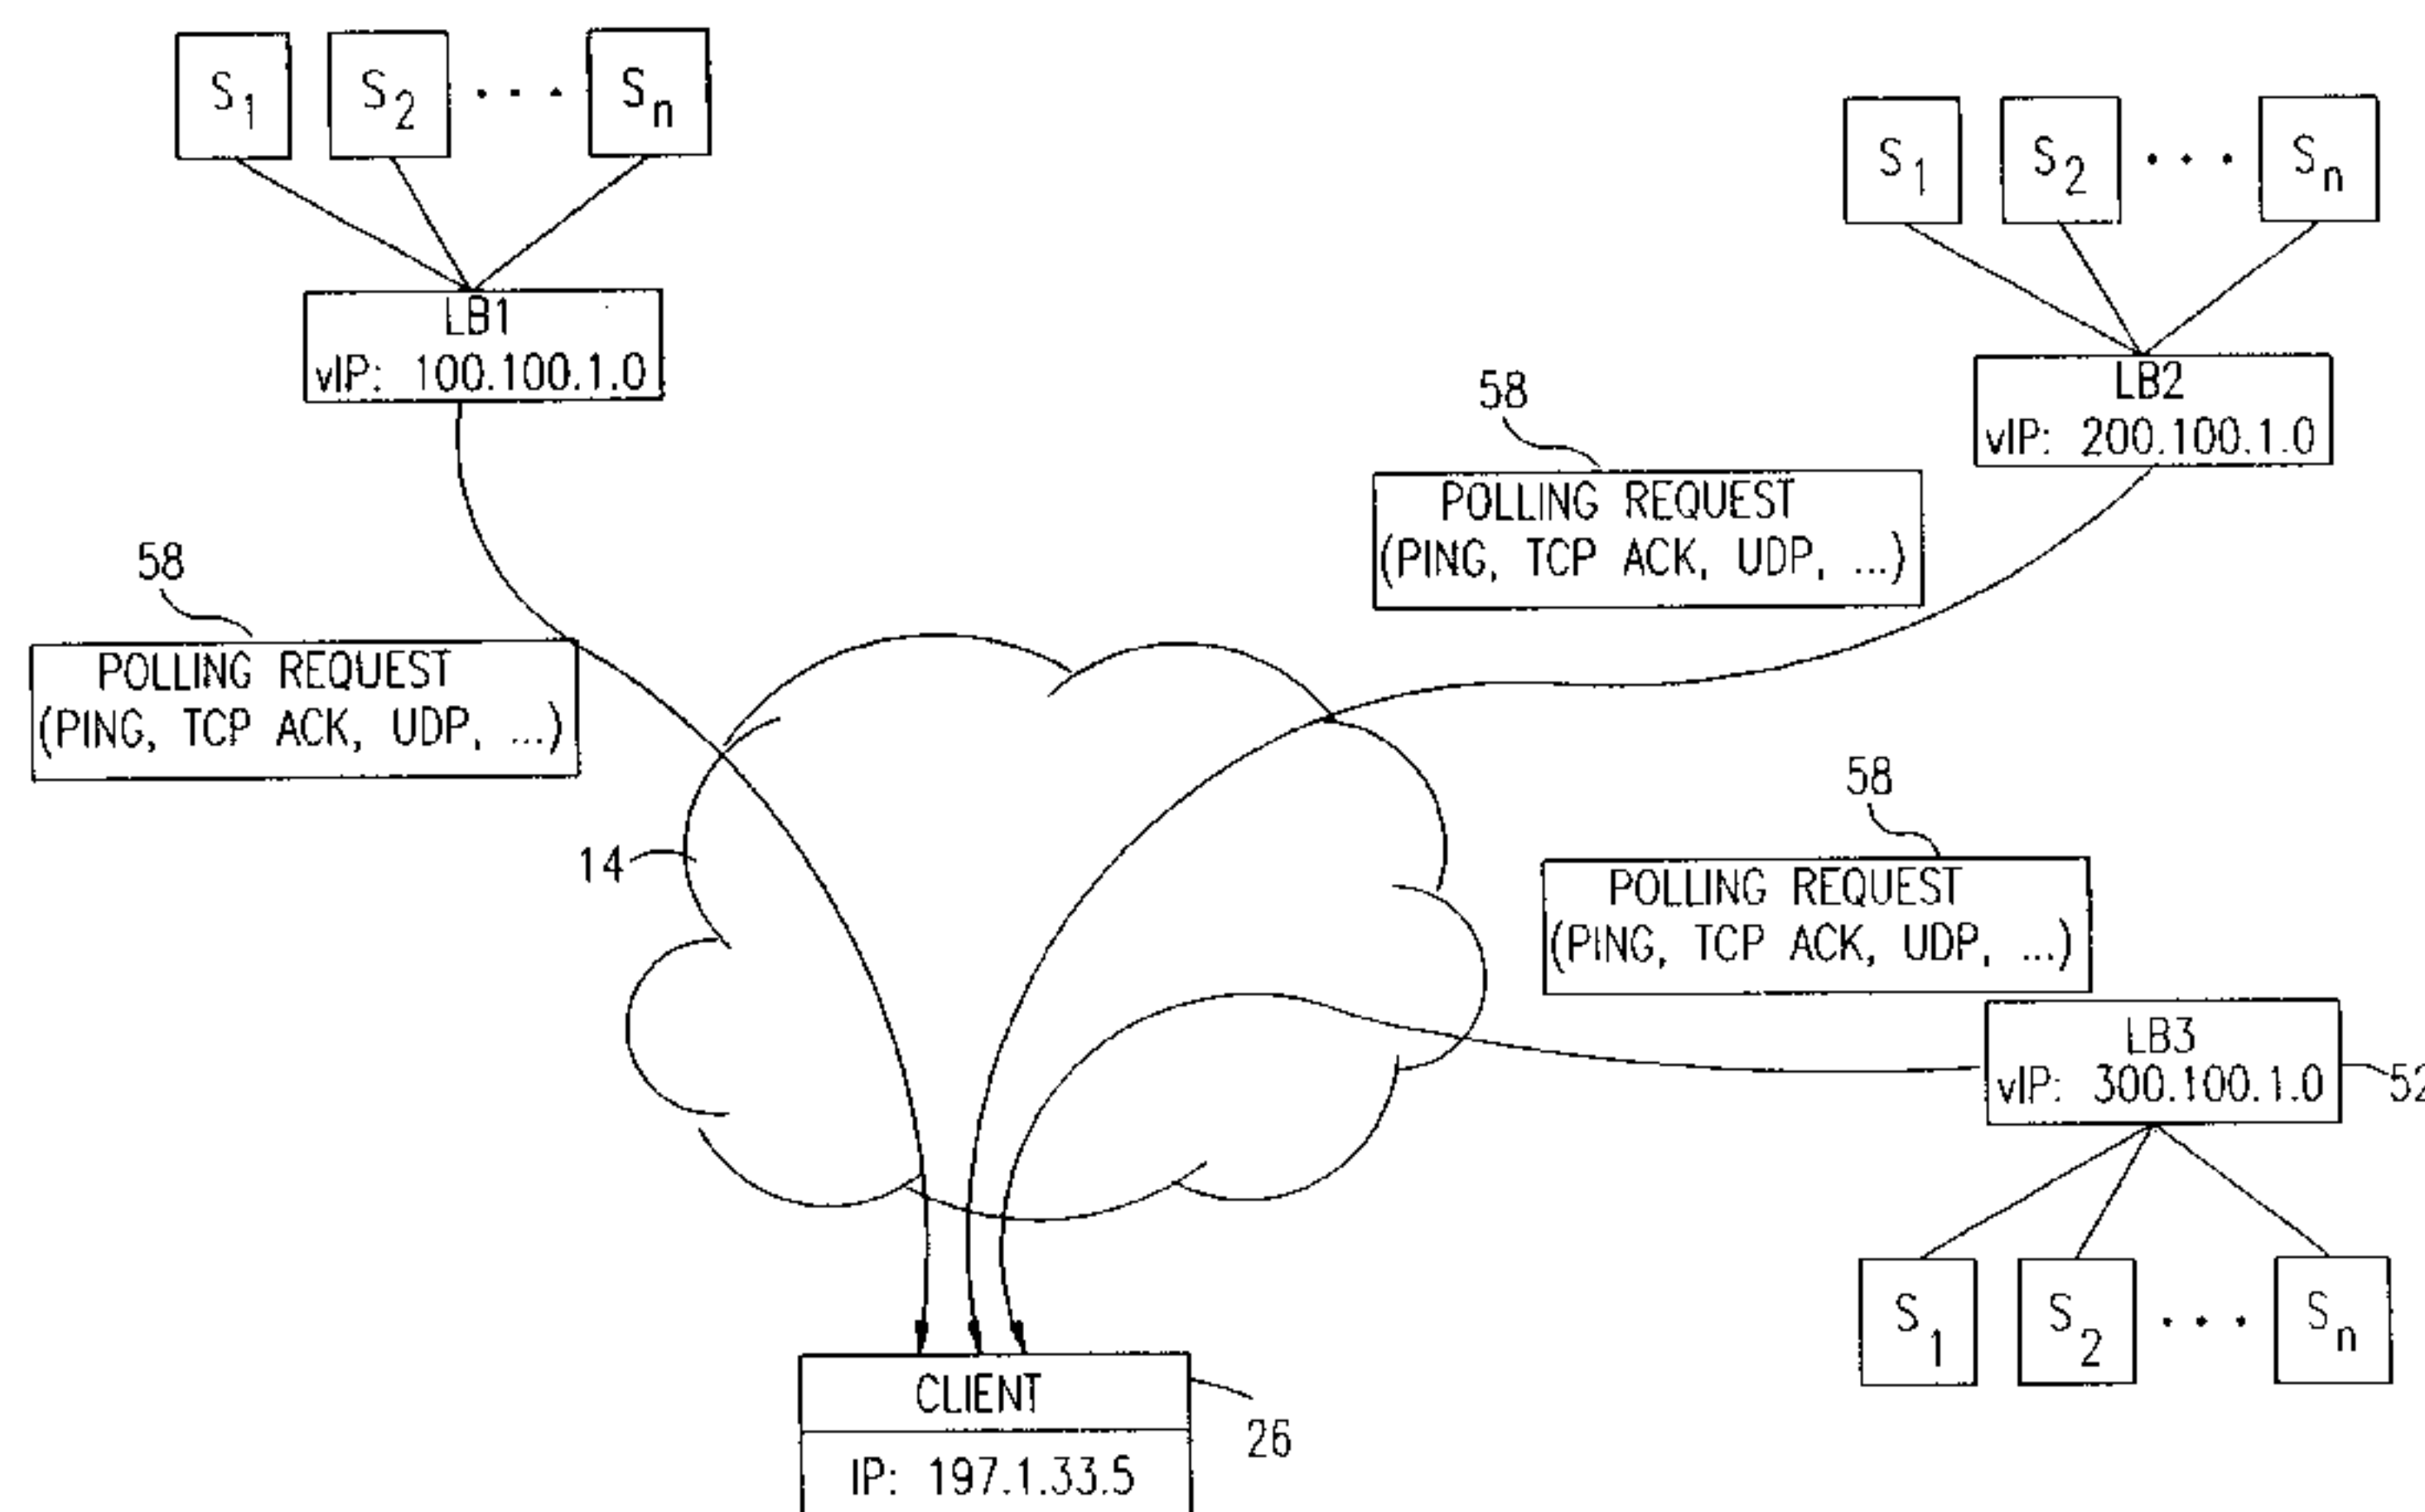 S1 S2 ... Sn
LB1
vIP: 100.100.1.0
S1 S2 ... Sn
LB2
vIP: 200.100.1.0
58
POLLING REQUEST
(PING, TCP ACK, UDP, ...)
58
POLLING REQUEST
(PING, TCP ACK, UDP, ...)
14
58
POLLING REQUEST
(PING, TCP ACK, UDP, ...)
LB3
vIP: 300.100.1.0
52
S1 S2 ... Sn
CLIENT
26
IP: 197.1.33.5